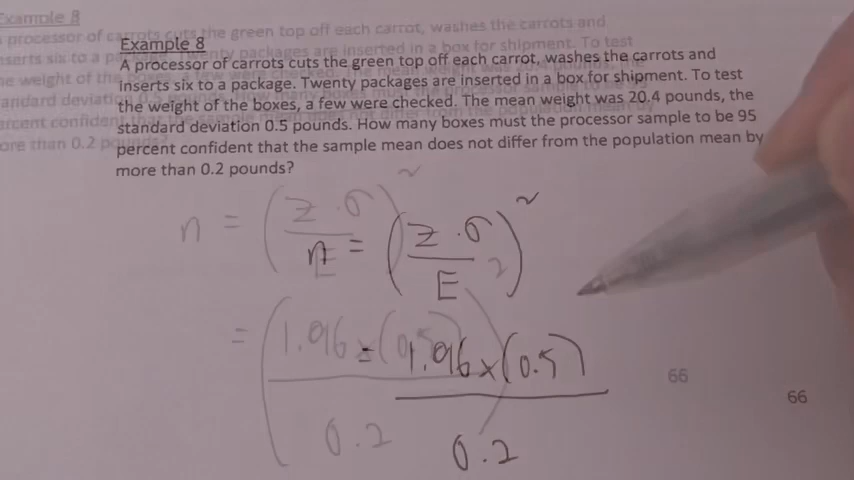 Example 8
A processor of carrots cuts the green top off each carrot, washes the carrots and
inserts six to a package. Twenty packages are inserted in a box for shipment. To test
the weight of the boxes, a few were checked. The mean weight was 20.4 pounds, the
standard deviation 0.5 pounds. How many boxes must the processor sample to be 95
percent confident that the sample mean does not differ from the population mean by
more than 0.2 pounds?
n = (z . σ / E)²
= 1.96 x (0.5) / 0.2
66